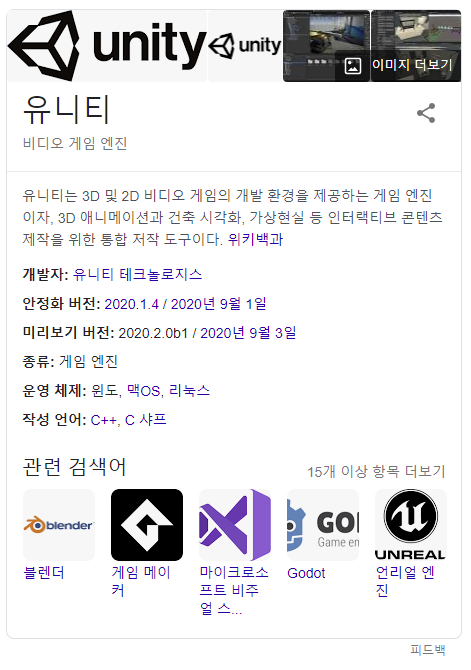 unity
unity
이미지 더보기
유니티
비디오 게임 엔진
유니티는 3D 및 2D 비디오 게임의 개발 환경을 제공하는 게임 엔진
이자, 3D 애니메이션과 건축 시각화, 가상현실 등 인터랙티브 콘텐츠
제작을 위한 통합 저작 도구이다. 위키백과
개발자: 유니티 테크놀로지스
안정화 버전: 2020.1.4 / 2020년 9월 1일
미리보기 버전: 2020.2.0b1 / 2020년 9월 3일
종류: 게임 엔진
운영 체제: 윈도, 맥OS, 리눅스
작성 언어: C++, C 샤프
관련 검색어
15개 이상 항목 더보기
blender
GO
Game en
UNREAL
블렌더
게임 메이
커
마이크로소
프트 비주
얼 스...
Godot
언리얼 엔
진
피드백